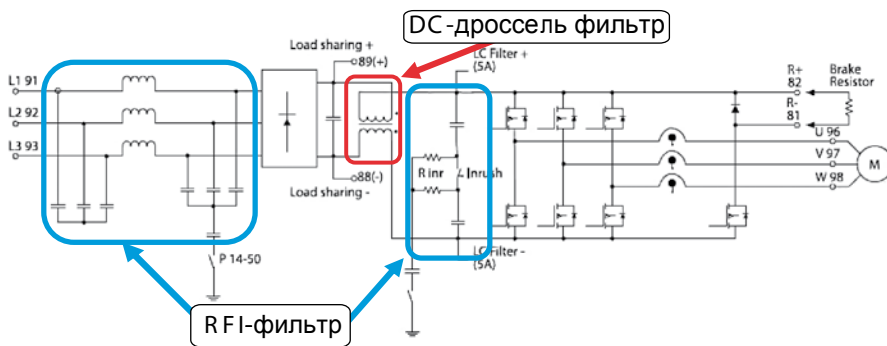 DC-дроссель фильтр
Load sharing +
89(+)
LC Filter +
(5A)
L1 91
L2 92
L3 93
R+
82
Brake
Resistor
R-
81
U 96
V 97
W 98
M
R inr
Inrush
88(-)
Load sharing -
LC Filter -
(5A)
P 14-50
RFI-фильтр